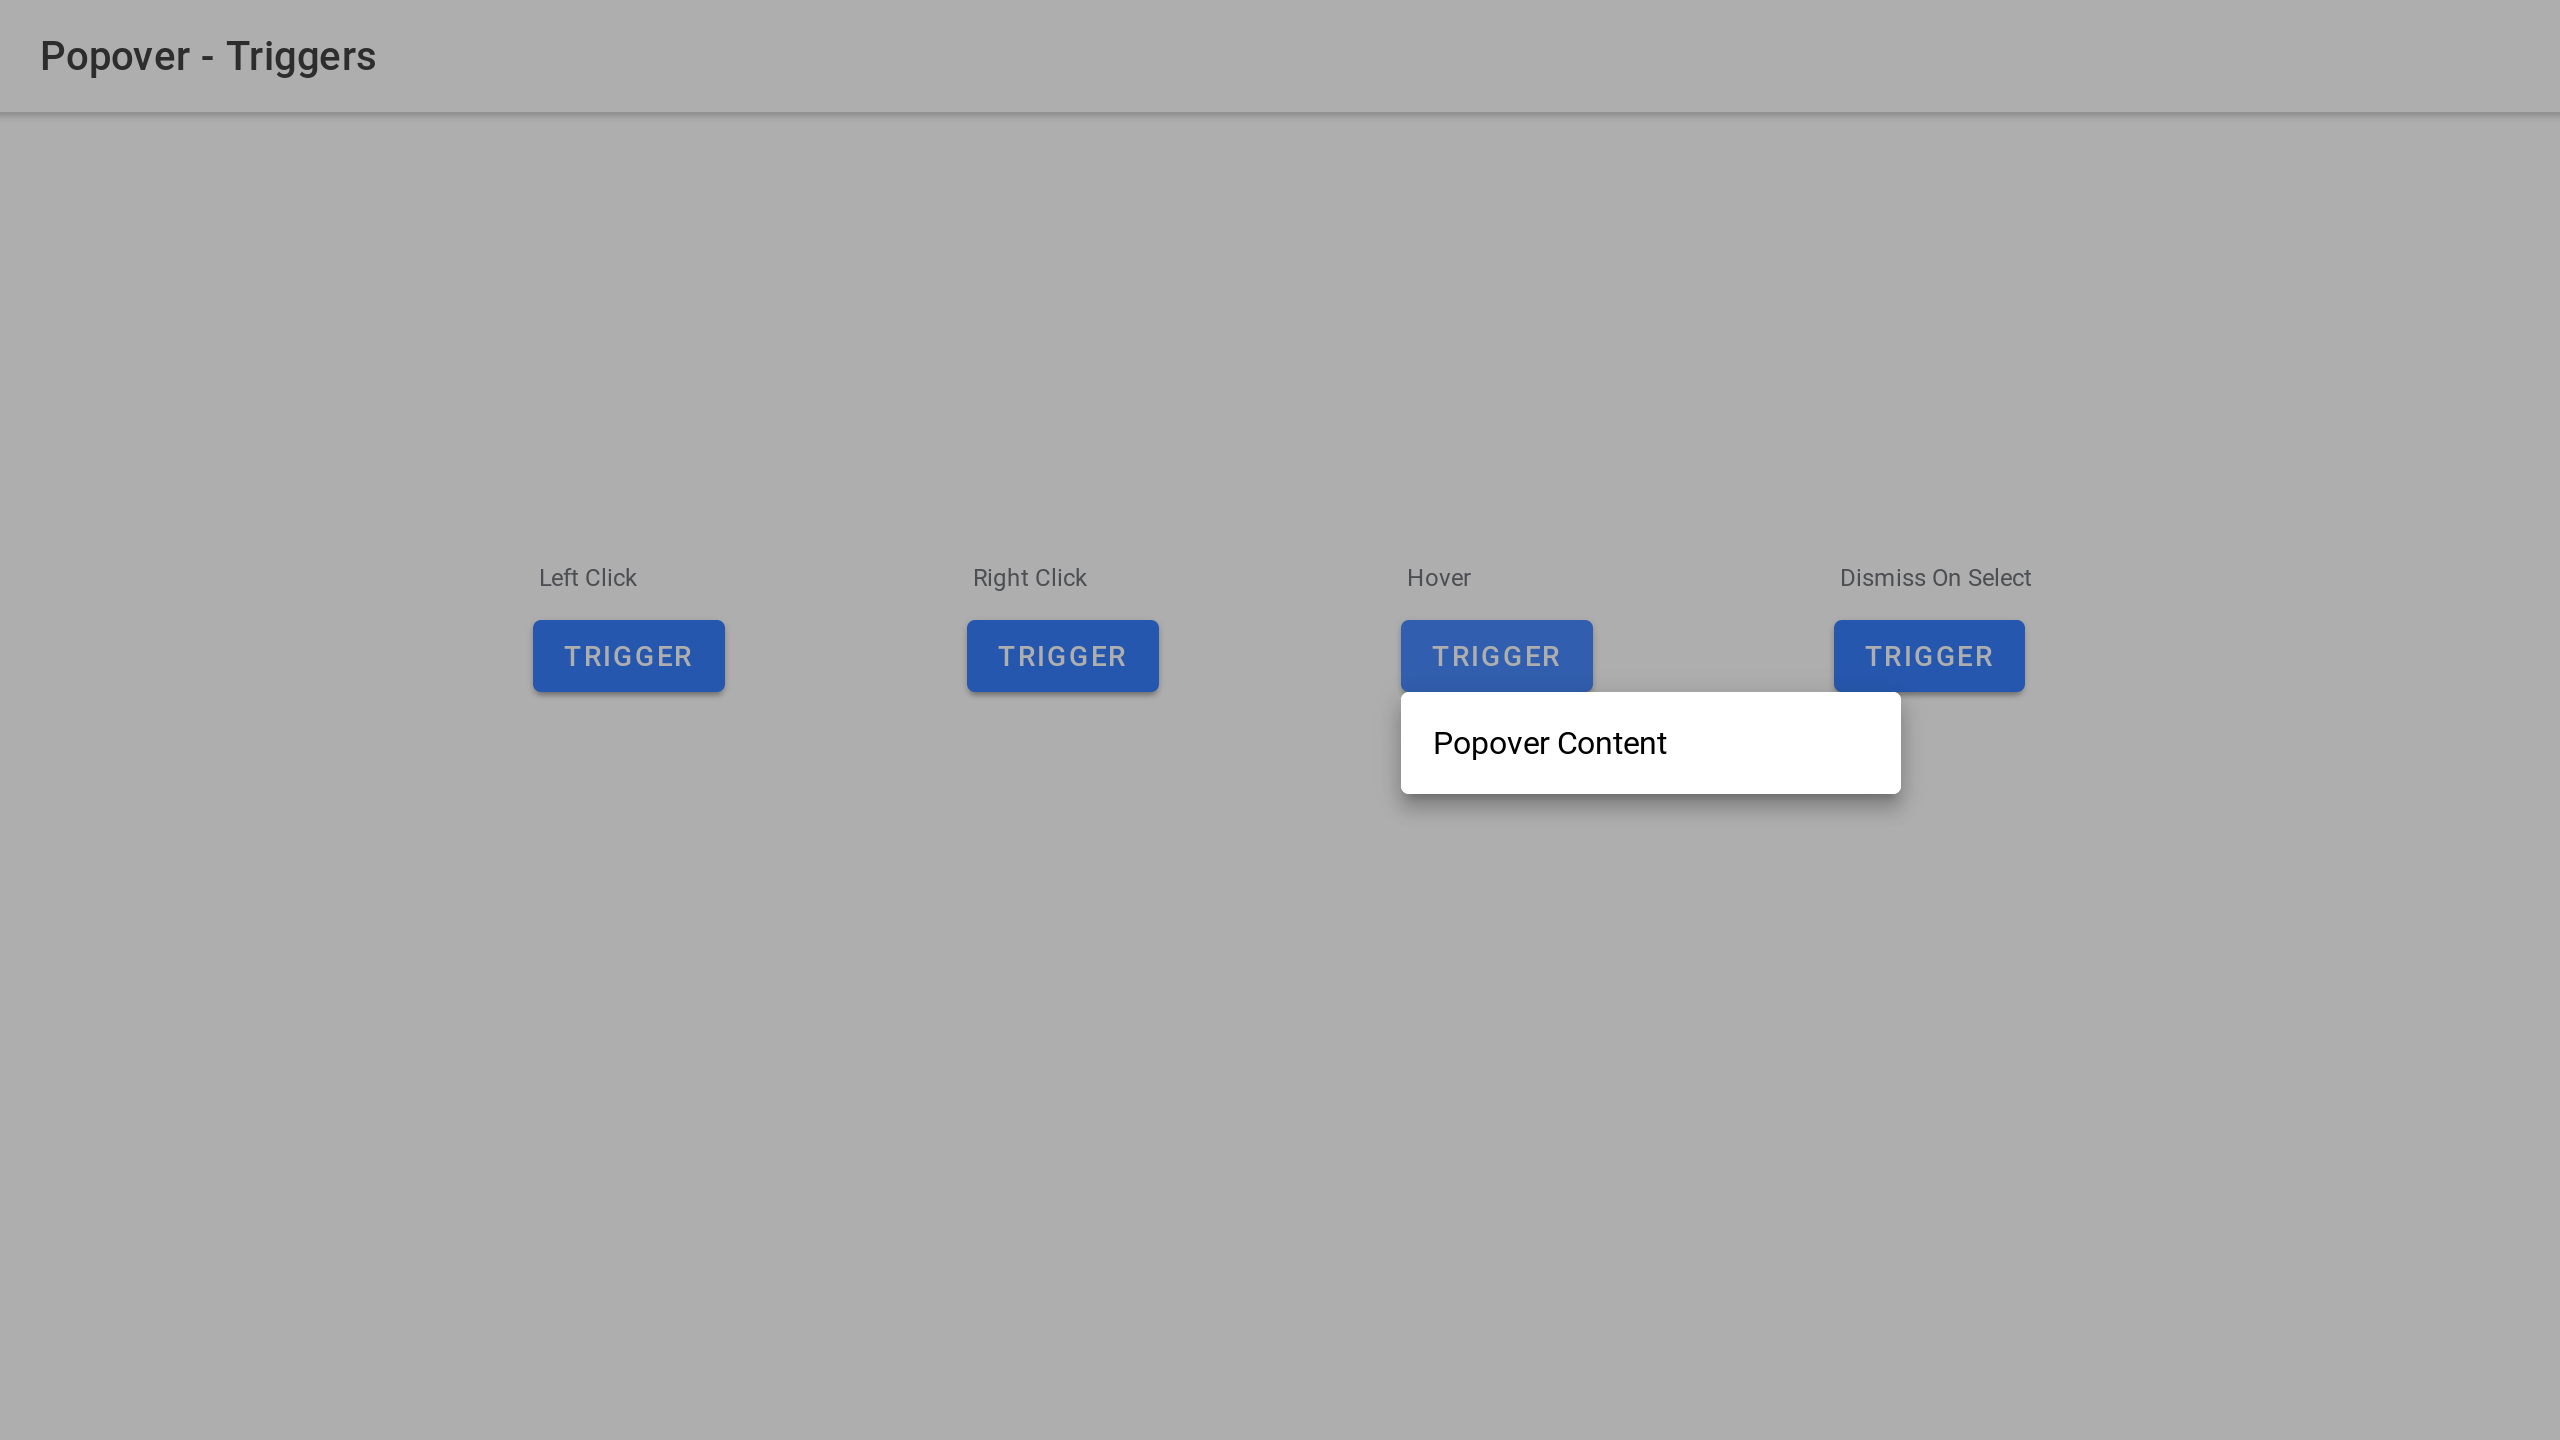 Popover - Triggers
Left Click
Right Click
Hover
Dismiss On Select
TRIGGER
TRIGGER
TRIGGER
TRIGGER
Popover Content